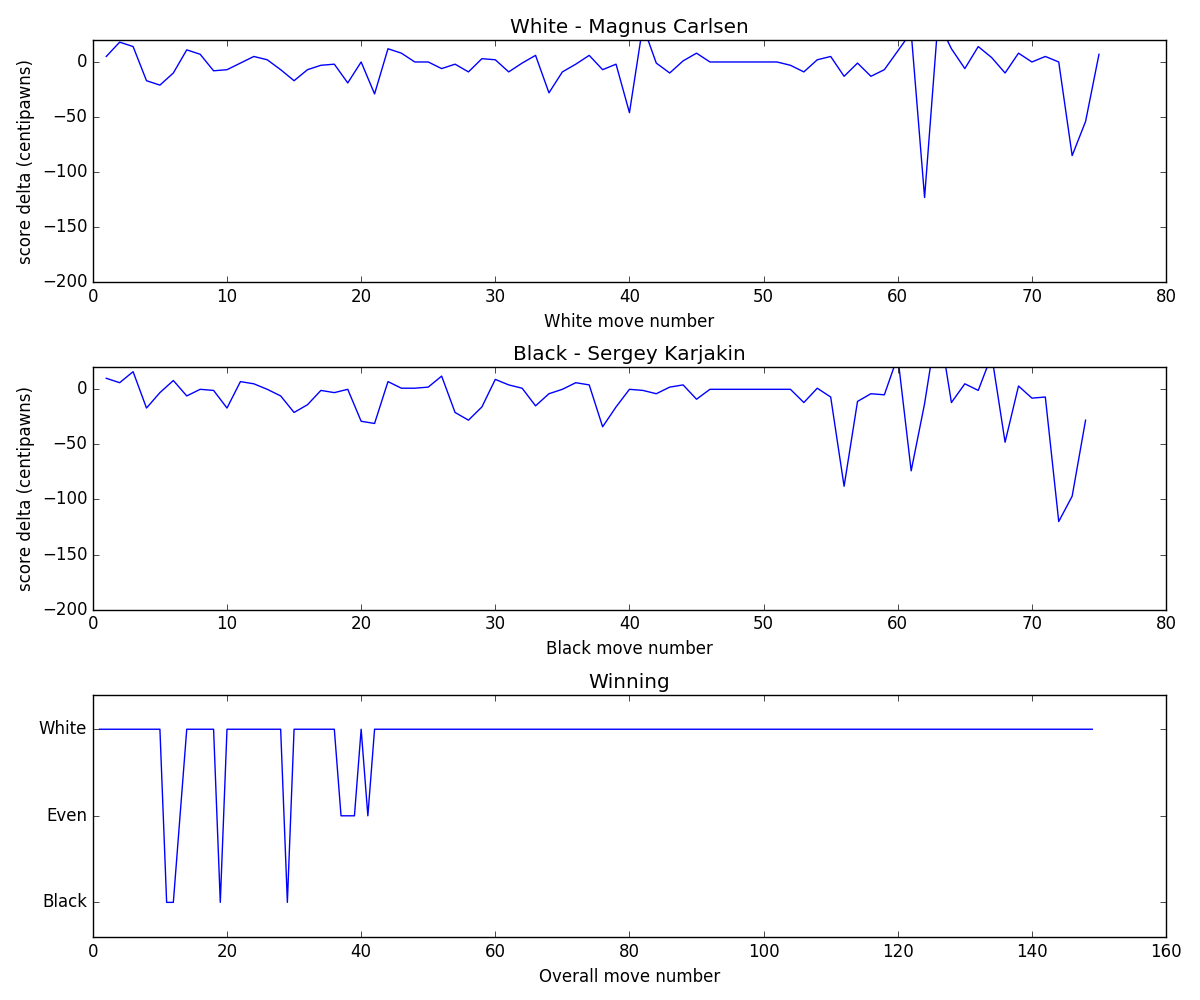 White - Magnus Carlsen
score delta (centipawns)
0
−50
−100
−150
−200
0 10 20 30 40 50 60 70 80
White move number
Black - Sergey Karjakin
score delta (centipawns)
0
−50
−100
−150
−200
0 10 20 30 40 50 60 70 80
Black move number
Winning
White
Even
Black
0 20 40 60 80 100 120 140 160
Overall move number